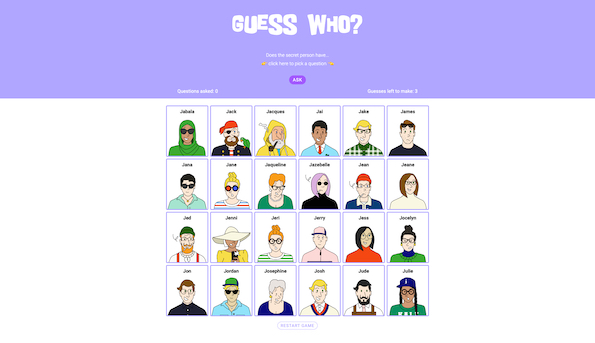 GUESS WHO?
Does the secret person have...
click here to pick a question
ASK
Questions asked: 0
Guesses left to make: 3
Jack
Jacques
Jai
Jake
James
Jana
Jane
Jaqueline
Jazebelle
Jean
Jeane
Jed
Jenni
Jeri
Jerry
Jess
Jocelyn
Jon
Jordan
Josephine
Josh
Jude
Julie
RESTART GAME